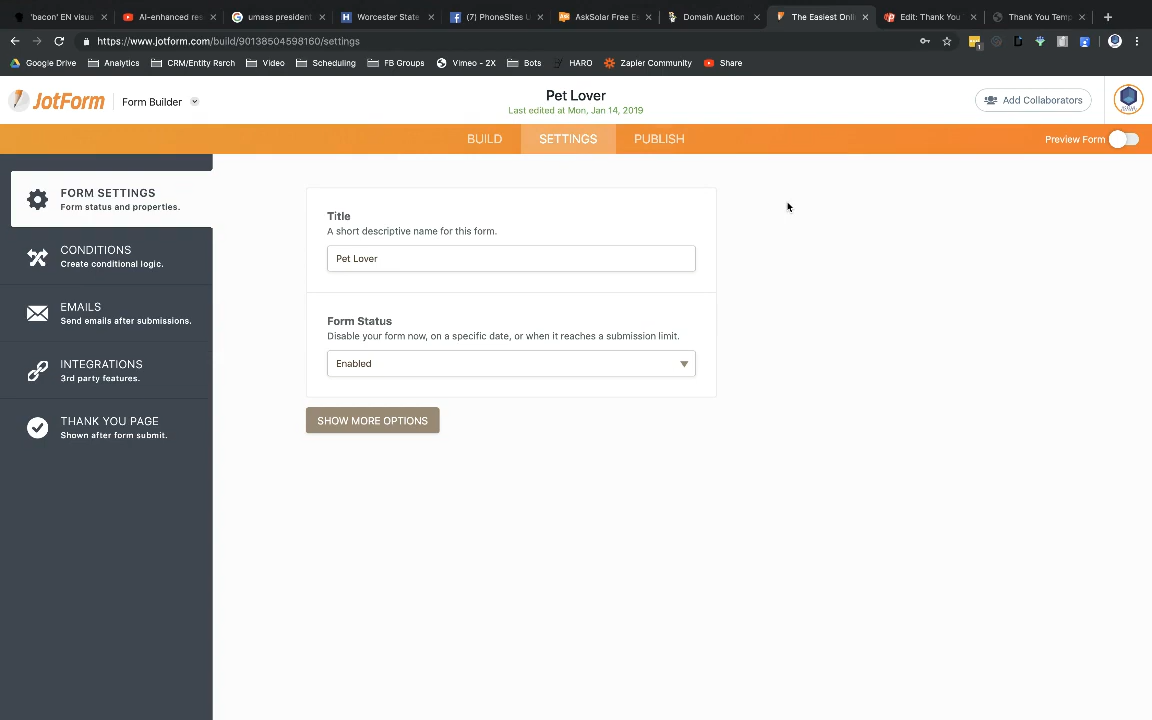 'bacon' EN visua
AI-enhanced res
umass president
Worcester State
(7) PhoneSites U
AskSolar Free Es
Domain Auction
The Easiest Onli
Edit: Thank You
Thank You Temp
https://www.jotform.com/build/90138504598160/settings
Google Drive
Analytics
CRM/Entity Rsrch
Video
Scheduling
FB Groups
Vimeo - 2X
Bots
HARO
Zapier Community
Share
JotForm
Form Builder
Pet Lover
Last edited at Mon, Jan 14, 2019
Add Collaborators
BUILD
SETTINGS
PUBLISH
Preview Form
FORM SETTINGS
Form status and properties.
CONDITIONS
Create conditional logic.
EMAILS
Send emails after submissions.
INTEGRATIONS
3rd party features.
THANK YOU PAGE
Shown after form submit.
Title
A short descriptive name for this form.
Pet Lover
Form Status
Disable your form now, on a specific date, or when it reaches a submission limit.
Enabled
SHOW MORE OPTIONS